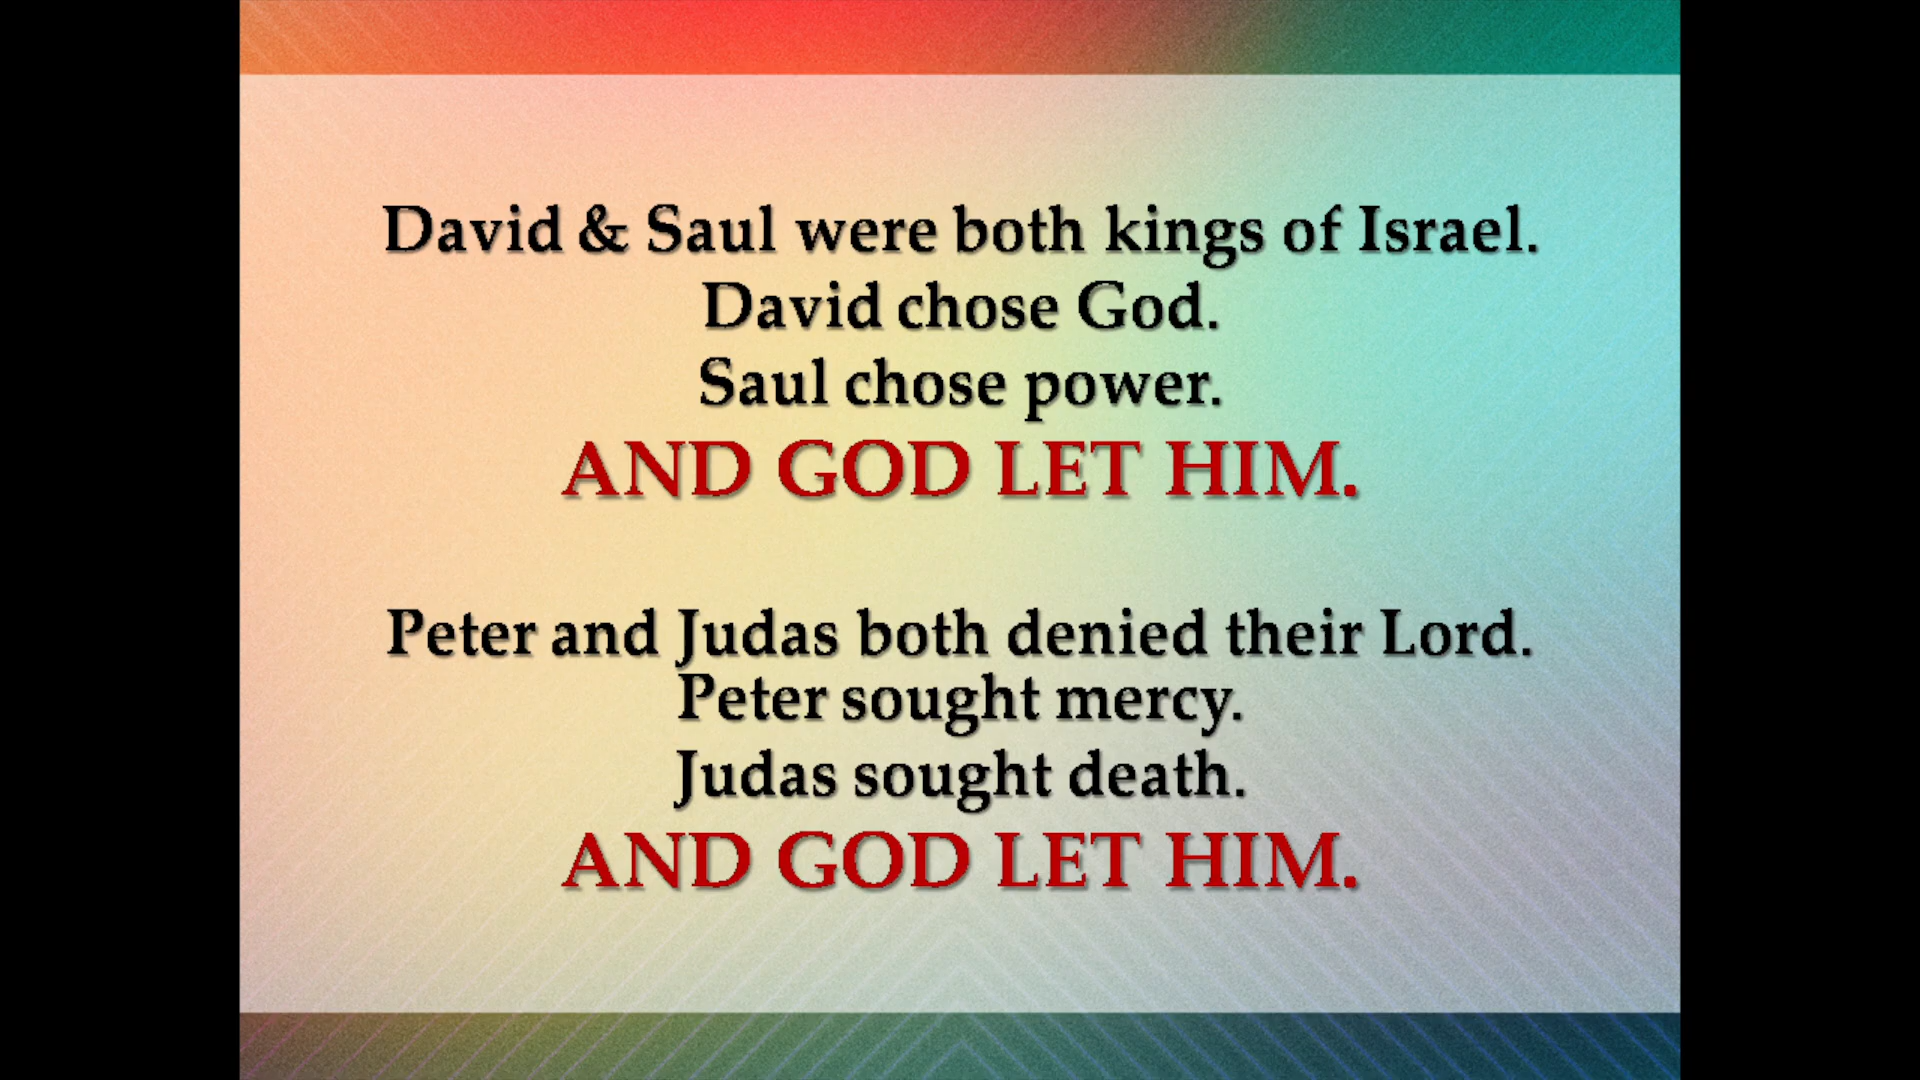 David & Saul were both kings of Israel.
David chose God.
Saul chose power.
AND GOD LET HIM.
Peter and Judas both denied their Lord.
Peter sought mercy.
Judas sought death.
AND GOD LET HIM.